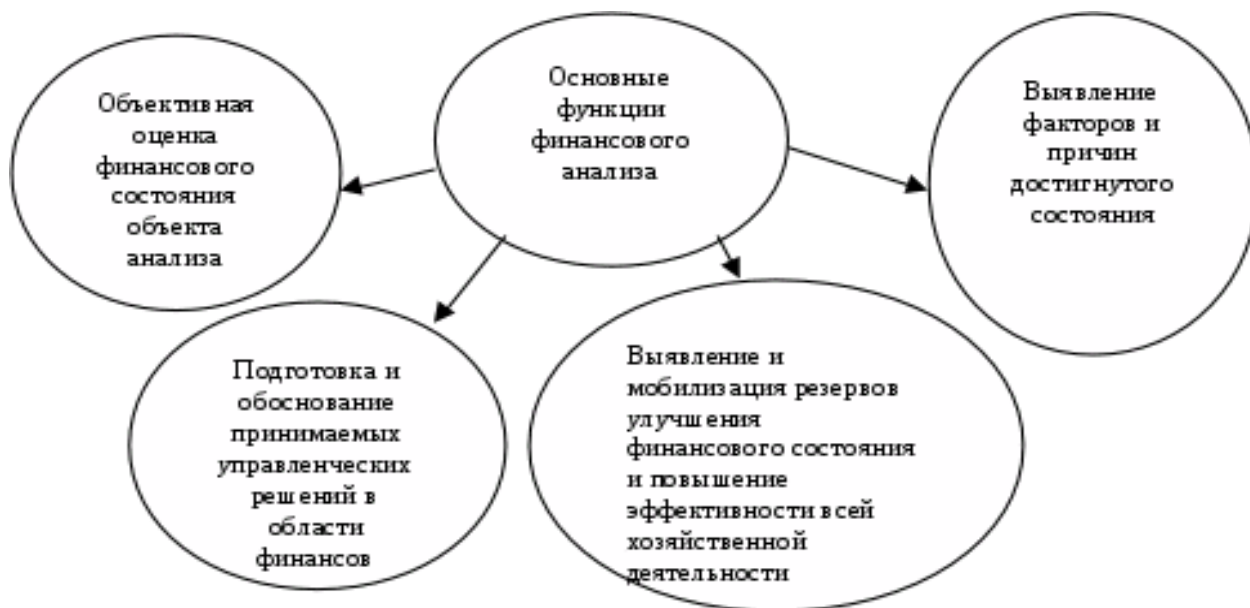 Основные
функции
финансового
анализа
Объективная
оценка
финансового
состояния
объекта
анализа
Выявление
факторов и
причин
достигнутого
состояния
Подготовка и
обоснование
принимаемых
управленческих
решений в
области
финансов
Выявление и
мобилизация резервов
улучшения
финансового состояния
и повышение
эффективности всей
хозяйственной
деятельности